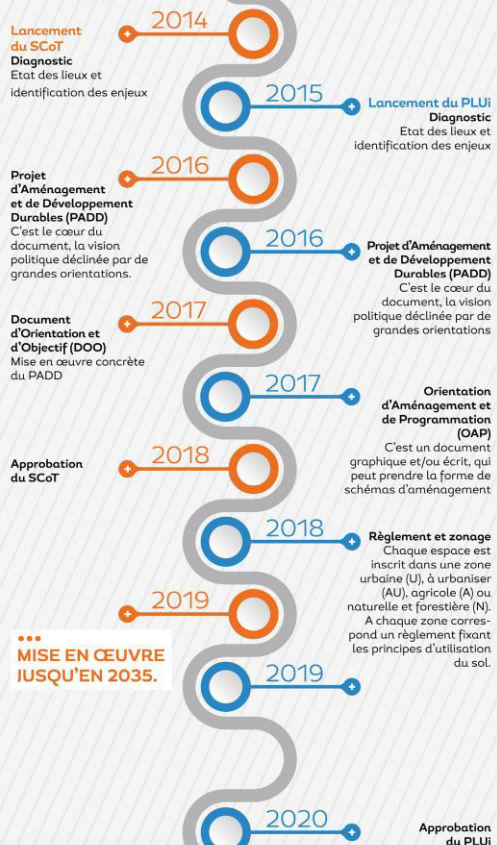 2014
Lancement
du SCoT
Diagnostic
Etat des lieux et
identification des enjeux
2015
Lancement du PLUi
Diagnostic
Etat des lieux et
identification des enjeux
2016
Projet
d'Aménagement
et de Développement
Durables (PADD)
C'est le cœur du
document, la vision
politique déclinée par de
grandes orientations.
2016
Projet d'Aménagement
et de Développement
Durables (PADD)
C'est le cœur du
document, la vision
politique déclinée par de
grandes orientations
2017
Document
d'Orientation et
d'Objectif (DOO)
Mise en œuvre concrète
du PADD
2017
Orientation
d'Aménagement et
de Programmation
(OAP)
C'est un document
graphique et/ou écrit, qui
peut prendre la forme de
schémas d'aménagement
2018
Approbation
du SCoT
2018
Règlement et zonage
Chaque espace est
inscrit dans une zone
urbaine (U), à urbaniser
(AU), agricole (A) ou
naturelle et forestière (N).
A chaque zone corres-
pond un règlement fixant
les principes d'utilisation
du sol.
2019
MISE EN ŒUVRE
JUSQU'EN 2035.
2019
2020
Approbation
du PLUi